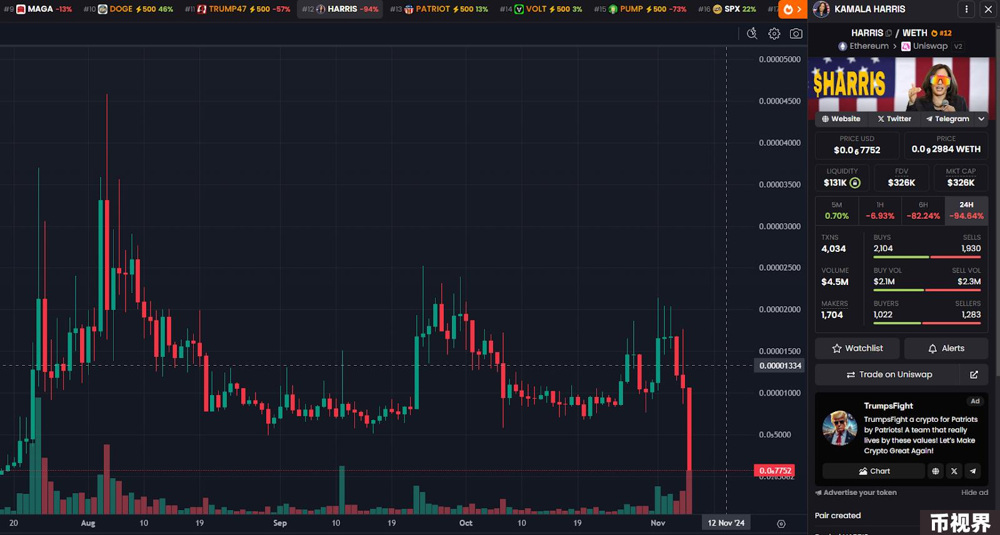 #9 MAGA -13% #10 DOGE ⚡500 46% #11 TRUMP47 ⚡500 -57% #12 HARRIS -94% #13 PATRIOT ⚡500 13% #14 VOLT ⚡500 3% #15 PUMP ⚡500 -73% #16 SPX 22% #17
KAMALA HARRIS
HARRIS / WETH #12
Ethereum > Uniswap V2
$HARRIS
Website Twitter Telegram
PRICE USD
$0.0₆7752
PRICE
0.0₉2984 WETH
LIQUIDITY
$131K
FDV
$326K
MKT CAP
$326K
5M
0.70%
1H
-6.93%
6H
-82.24%
24H
-94.64%
TXNS
4,034
BUYS
2,104
SELLS
1,930
VOLUME
$4.5M
BUY VOL
$2.1M
SELL VOL
$2.3M
MAKERS
1,704
BUYERS
1,022
SELLERS
1,283
Watchlist
Alerts
Trade on Uniswap
Ad
TrumpsFight
TrumpsFight a crypto for Patriots
by Patriots! A team that really
lives by these values! Let's Make
Crypto Great Again!
Chart
Advertise your token
Hide ad
Pair created
0.00005000
0.00004500
0.00004000
0.00003500
0.00003000
0.00002500
0.00002000
0.00001500
0.00001334
0.00001000
0.0₅5000
0.0₆7752
20 Aug 10 19 Sep 10 19 Oct 10 19 Nov 12 Nov '24
币视界